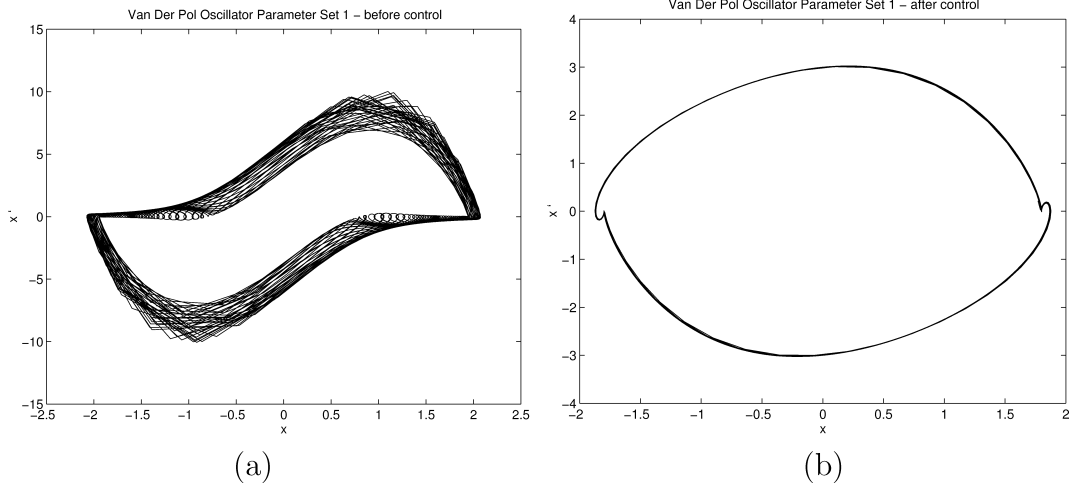 Van Der Pol Oscillator Parameter Set 1 − before control
15
10
5
0
−5
−10
−15
x '
−2.5 −2 −1.5 −1 −0.5 0 0.5 1 1.5 2 2.5
x
(a)
Van Der Pol Oscillator Parameter Set 1 − after control
4
3
2
1
0
−1
−2
−3
−4
x '
−2 −1.5 −1 −0.5 0 0.5 1 1.5 2
x
(b)